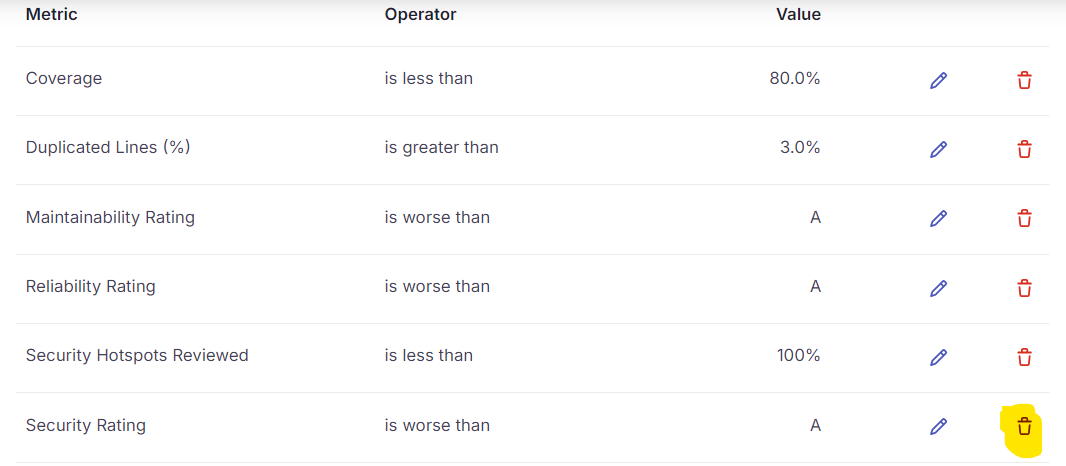 Metric Operator Value
Coverage is less than 80.0%
Duplicated Lines (%) is greater than 3.0%
Maintainability Rating is worse than A
Reliability Rating is worse than A
Security Hotspots Reviewed is less than 100%
Security Rating is worse than A